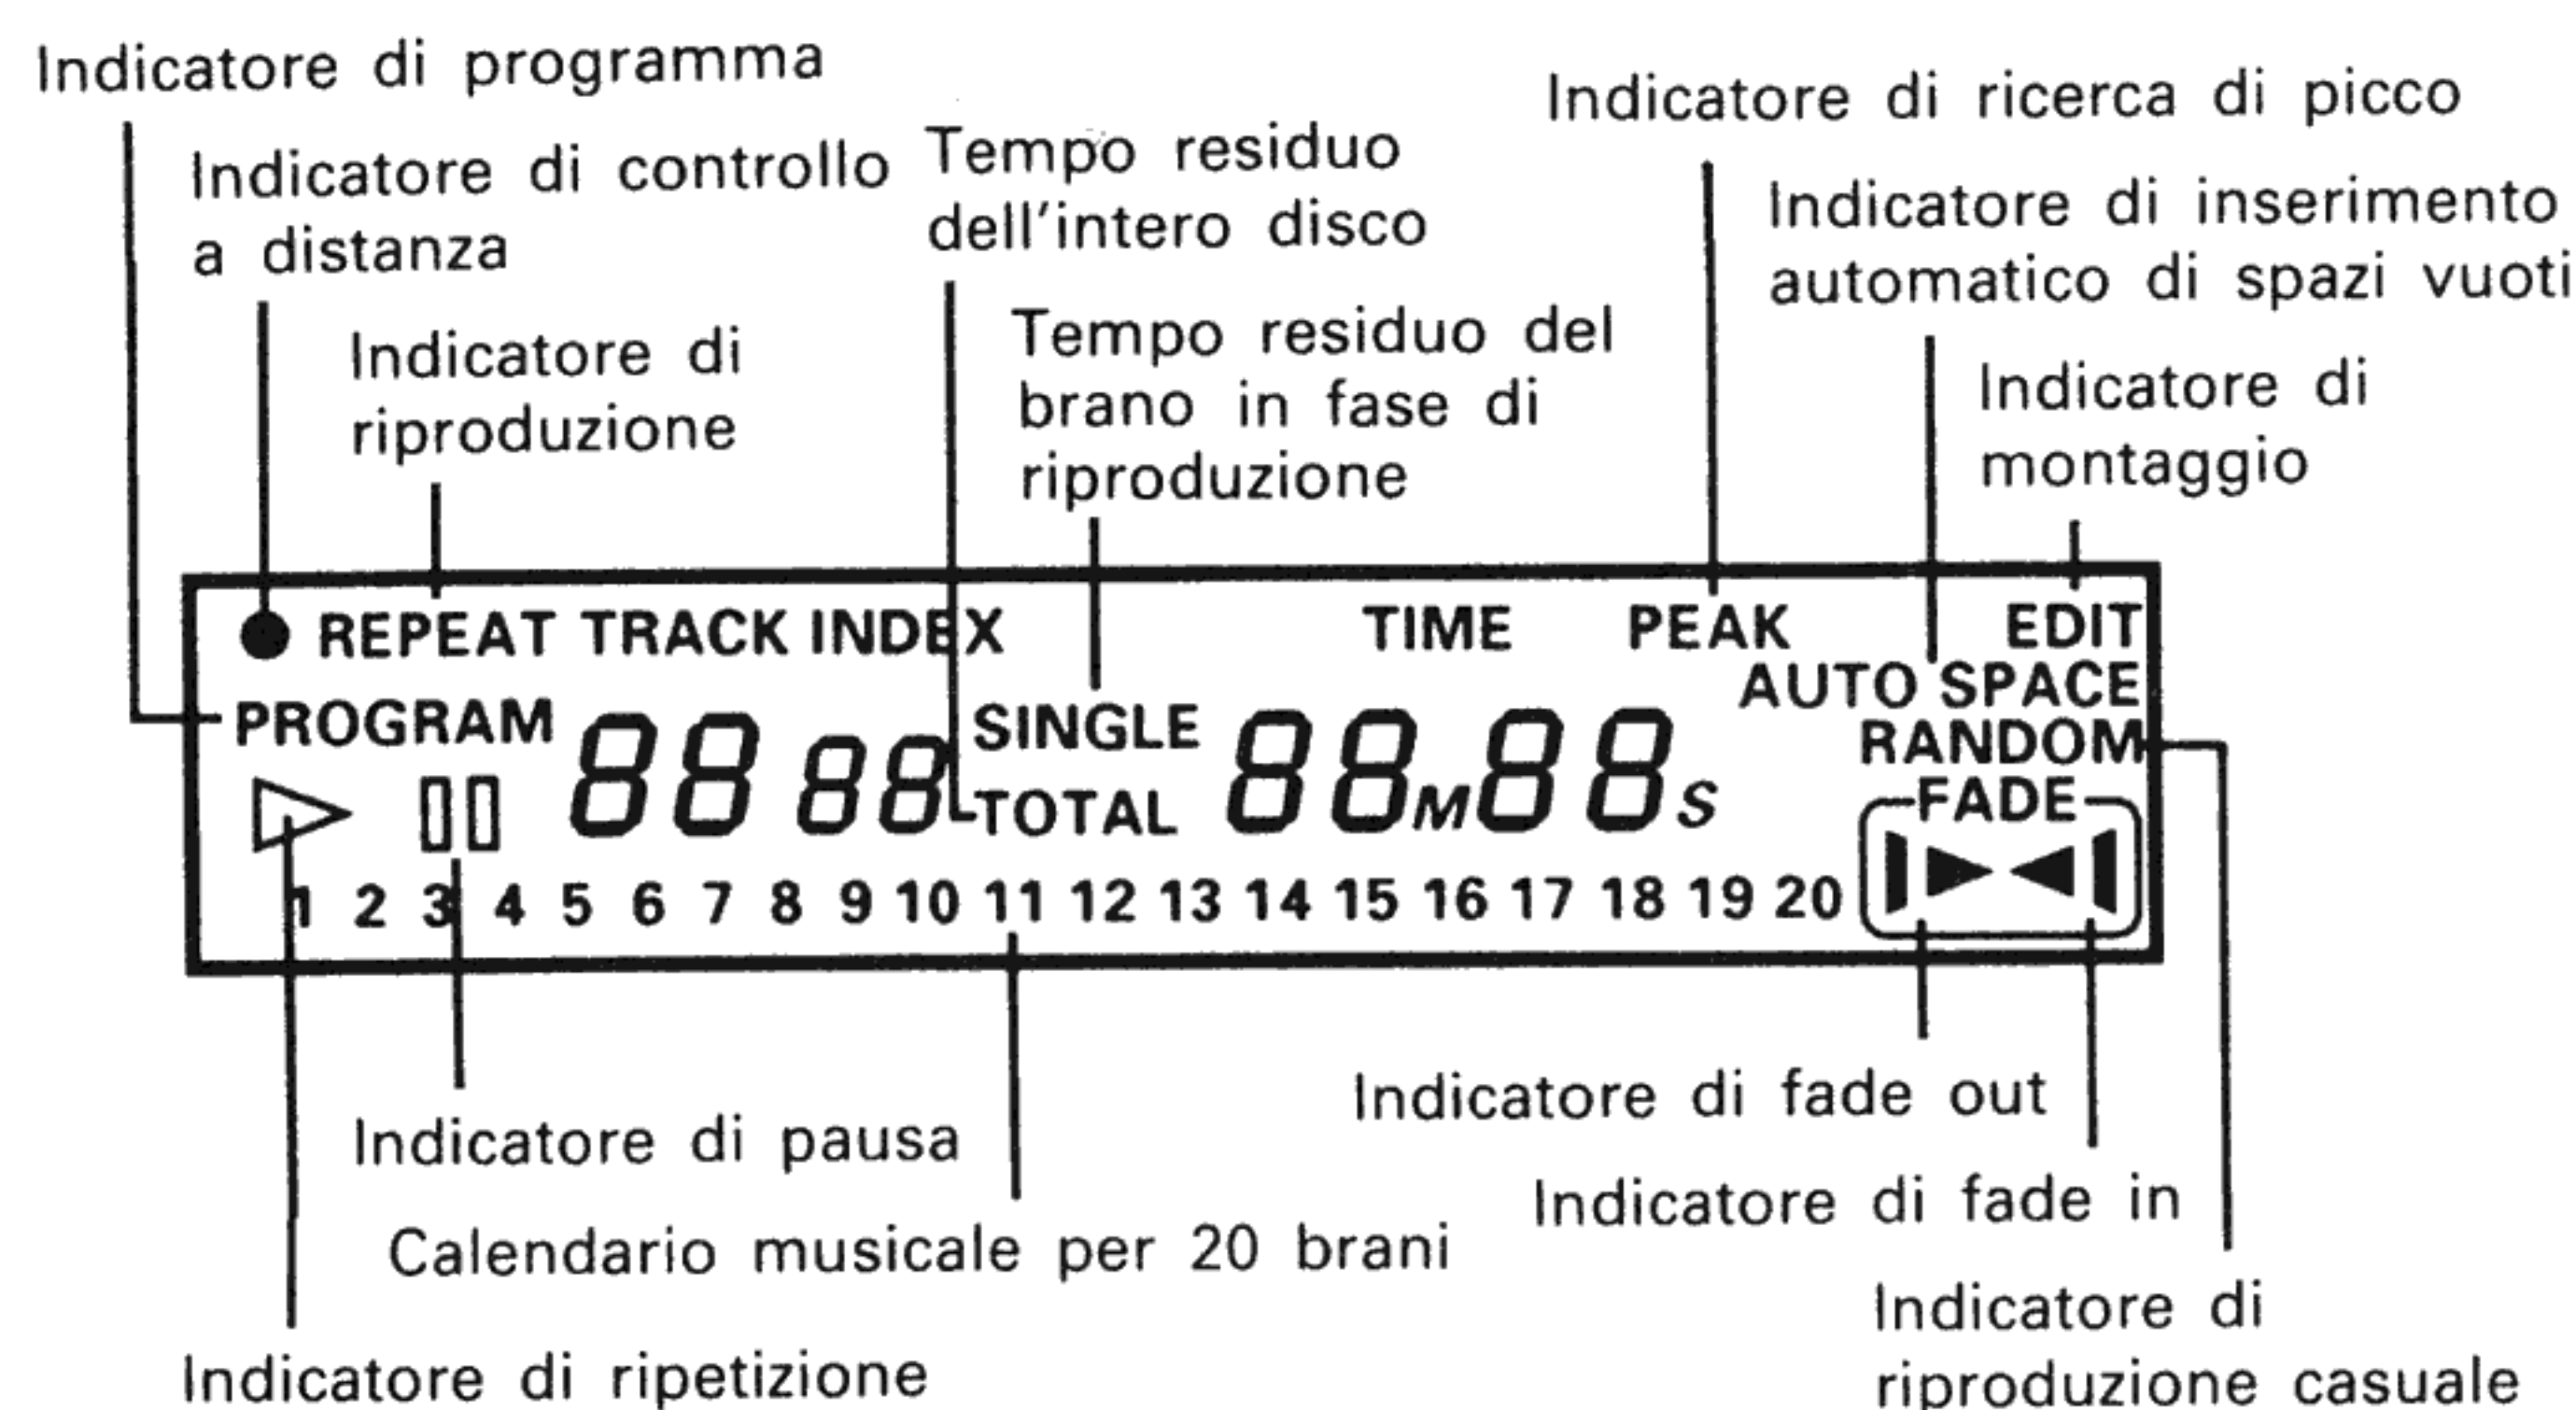 Indicatore di programma
Indicatore di controllo
a distanza
Indicatore di
riproduzione
Tempo residuo
dell'intero disco
Tempo residuo del
brano in fase di
riproduzione
Indicatore di ricerca di picco
Indicatore di inserimento
automatico di spazi vuoti
Indicatore di
montaggio
REPEAT TRACK INDEX TIME PEAK EDIT
AUTO SPACE
PROGRAM 88 88 SINGLE 88M88S RANDOM
TOTAL FADE
1 2 3 4 5 6 7 8 9 10 11 12 13 14 15 16 17 18 19 20
Indicatore di pausa
Calendario musicale per 20 brani
Indicatore di ripetizione
Indicatore di fade out
Indicatore di fade in
Indicatore di
riproduzione casuale